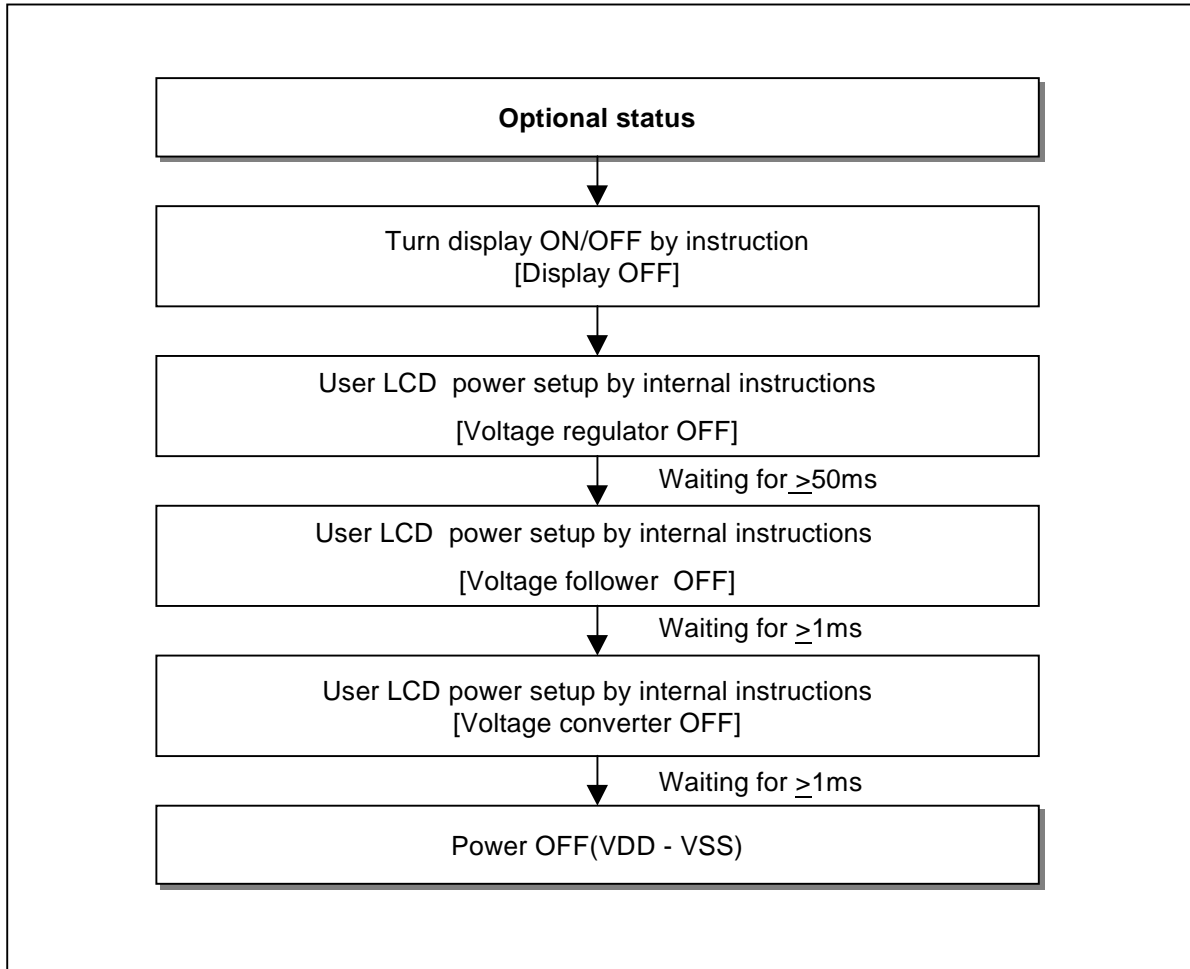 Optional status
Turn display ON/OFF by instruction
[Display OFF]
User LCD power setup by internal instructions
[Voltage regulator OFF]
Waiting for ≥50ms
User LCD power setup by internal instructions
[Voltage follower OFF]
Waiting for ≥1ms
User LCD power setup by internal instructions
[Voltage converter OFF]
Waiting for ≥1ms
Power OFF(VDD - VSS)